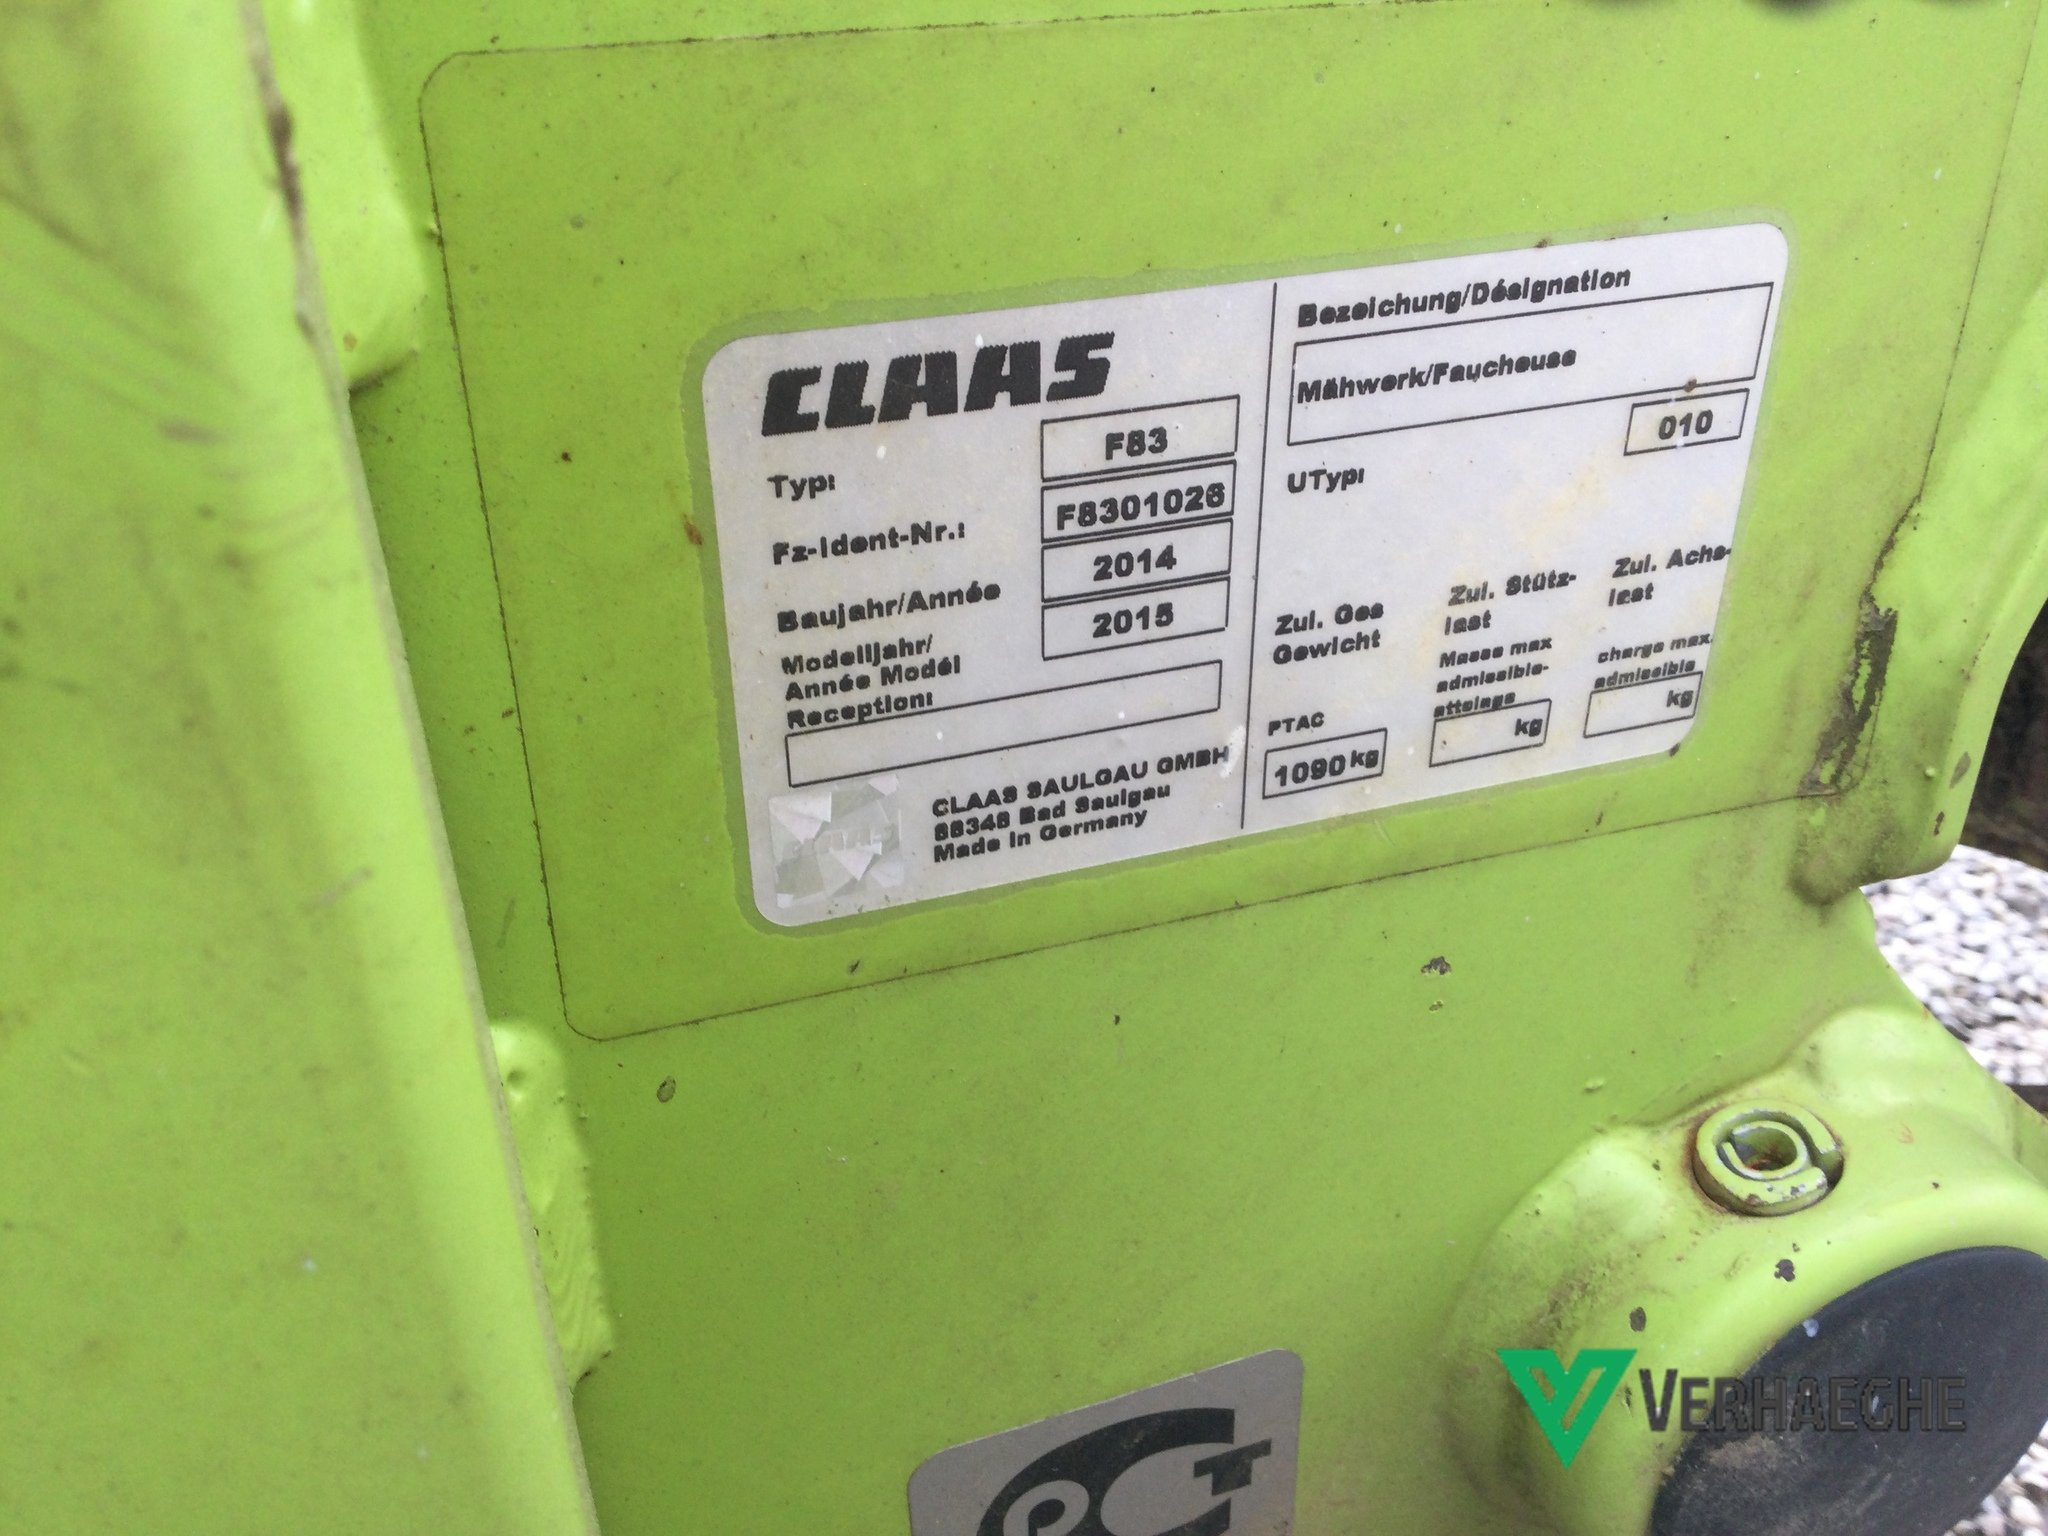 CLAAS
Typ: F83
Fz-Ident-Nr.: F8301026
Baujahr/Année 2014
Modelljahr/
Année Modél 2015
Reception:
CLAAS SAULGAU GMBH
88348 Bad Saulgau
Made in Germany
Bezeichung/Désignation
Mähwerk/Faucheuse
UTyp: 010
Zul. Ges
Gewicht
PTAC
1090 kg
Zul. Stütz-
last
Masse max
admissible-
attelage
kg
Zul. Achs-
last
charge max.
admissible
kg
PCT
VERHAEGHE